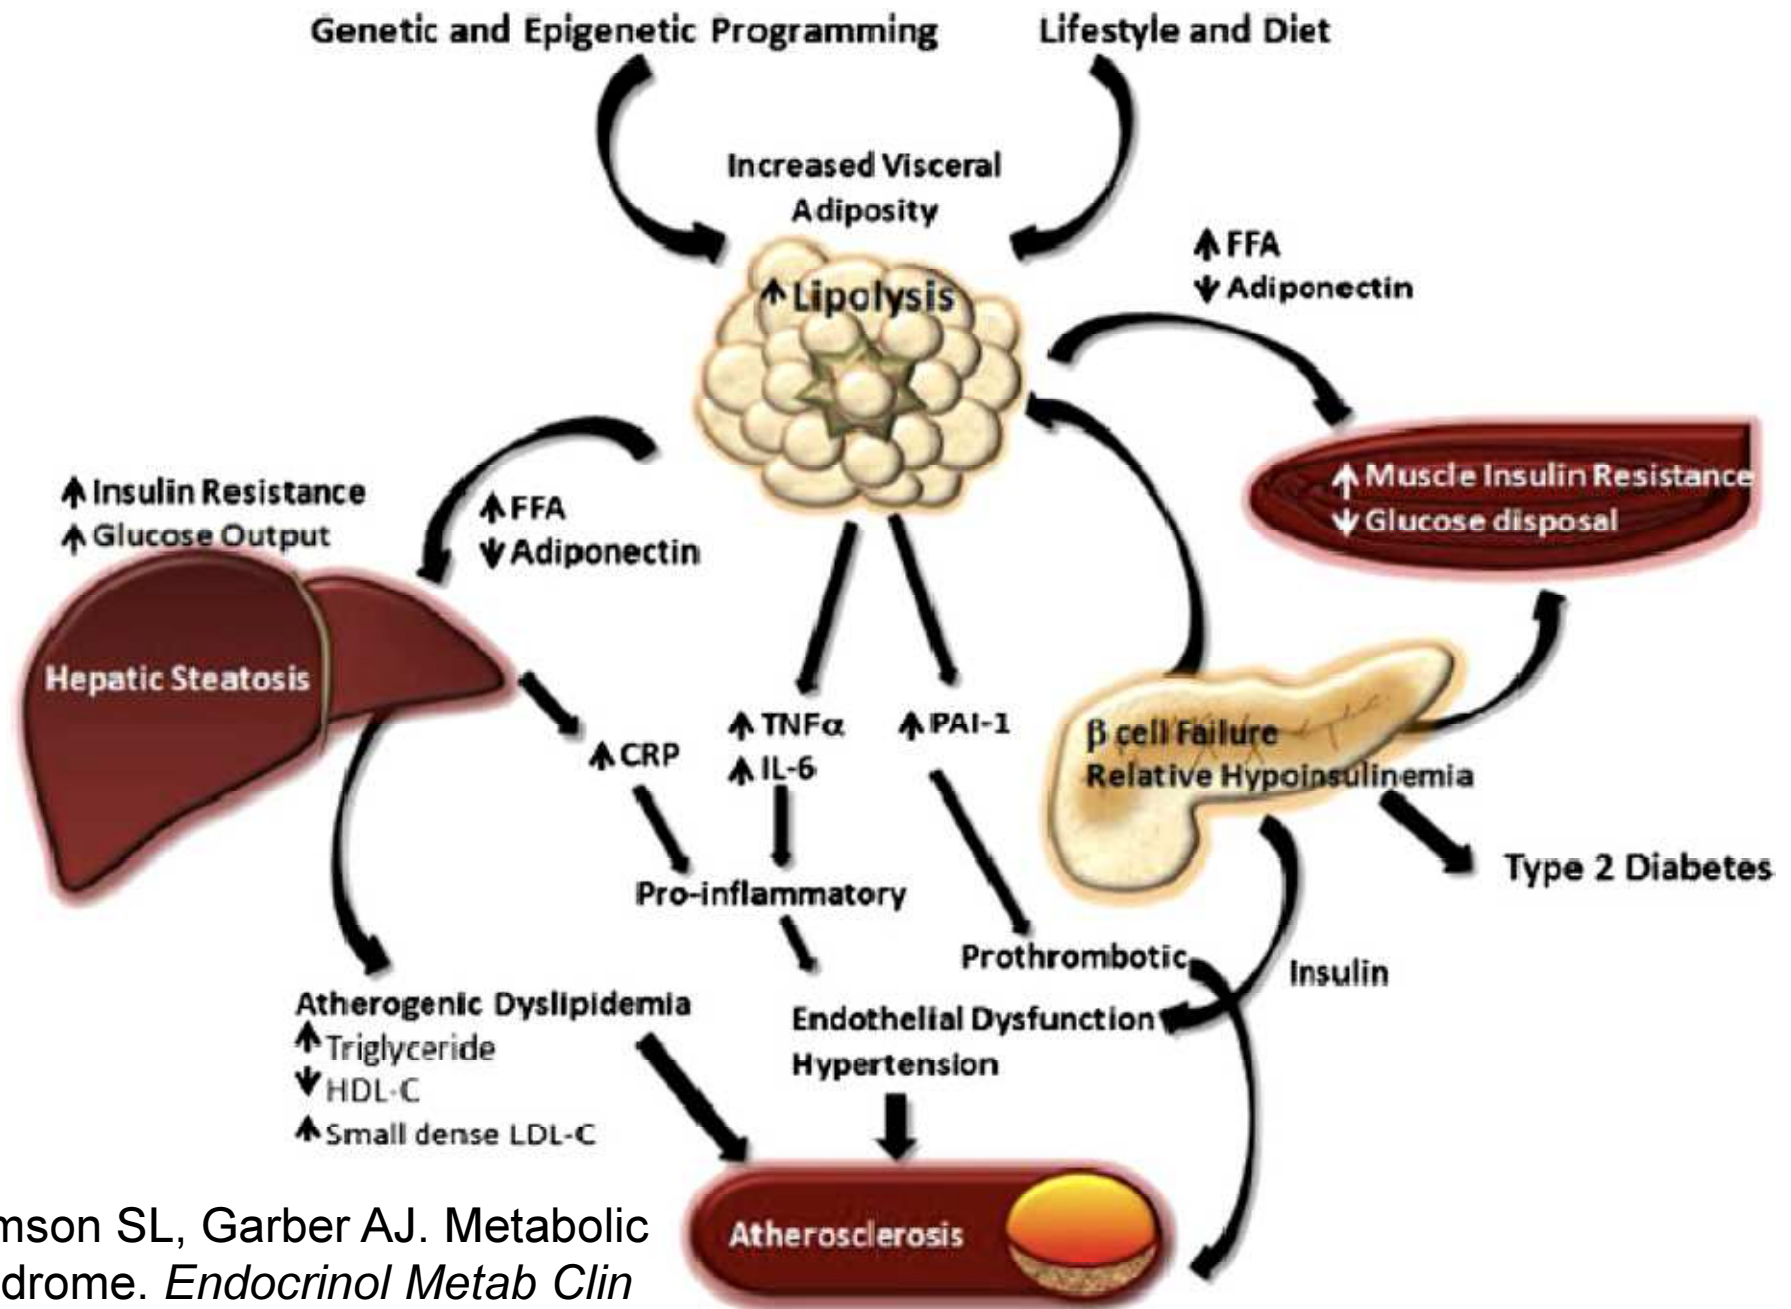 Genetic and Epigenetic Programming
Lifestyle and Diet
Increased Visceral
Adiposity
↑ Lipolysis
↑ FFA
↓ Adiponectin
↑ Muscle Insulin Resistance
↓ Glucose disposal
↑ Insulin Resistance
↑ Glucose Output
↑ FFA
↓ Adiponectin
Hepatic Steatosis
↑ CRP
↑ TNFα
↑ IL-6
↑ PAI-1
β cell Failure
Relative Hypoinsulinemia
Type 2 Diabetes
Pro-inflammatory
Prothrombotic
Insulin
Atherogenic Dyslipidemia
↑ Triglyceride
↓ HDL-C
↑ Small dense LDL-C
Endothelial Dysfunction
Hypertension
Atherosclerosis
mson SL, Garber AJ. Metabolic
drome. Endocrinol Metab Clin